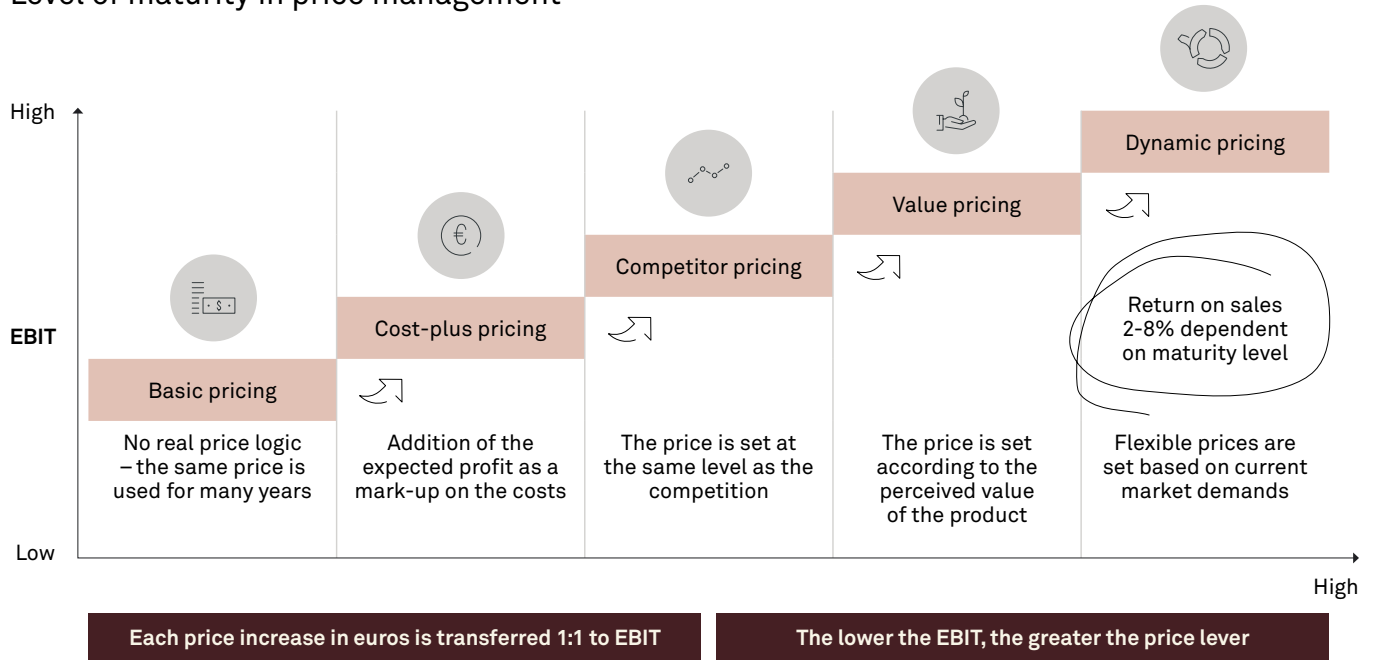 Level of maturity in price management
High
Dynamic pricing
Value pricing
Competitor pricing
Cost-plus pricing
Basic pricing
EBIT
Return on sales
2-8% dependent
on maturity level
No real price logic
– the same price is
used for many years
Addition of the
expected profit as a
mark-up on the costs
The price is set at
the same level as the
competition
The price is set
according to the
perceived value
of the product
Flexible prices are
set based on current
market demands
Low
High
Each price increase in euros is transferred 1:1 to EBIT
The lower the EBIT, the greater the price lever